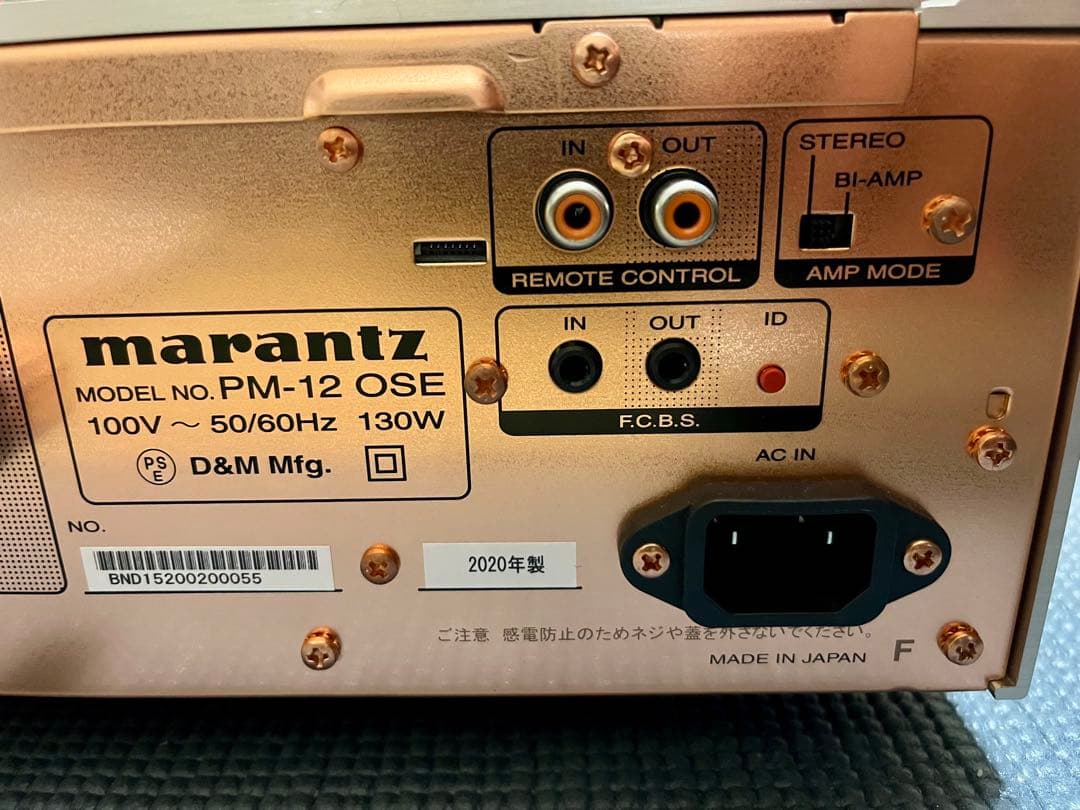 IN OUT
REMOTE CONTROL
STEREO
BI-AMP
AMP MODE
marantz
MODEL NO. PM-12 OSE
100V ～ 50/60Hz 130W
PS
E
D&M Mfg.
IN OUT ID
F.C.B.S.
AC IN
NO.
BND15200200055
2020年製
ご注意 感電防止のためネジや蓋を外さないでください。
MADE IN JAPAN F